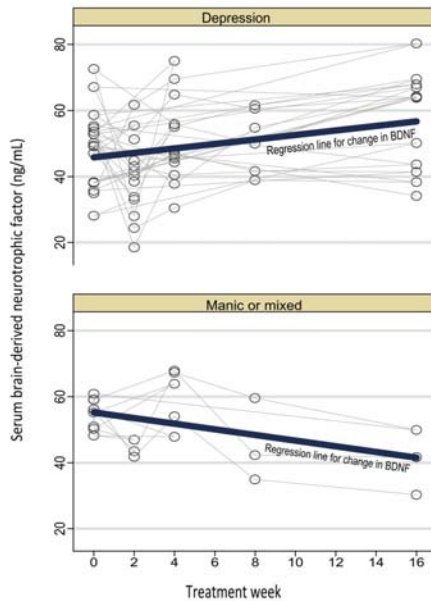 Depression
80
60
40
20
Regression line for change in BDNF
Serum brain-derived neurotrophic factor (ng/mL)
Manic or mixed
80
60
40
20
Regression line for change in BDNF
0 2 4 6 8 10 12 14 16
Treatment week